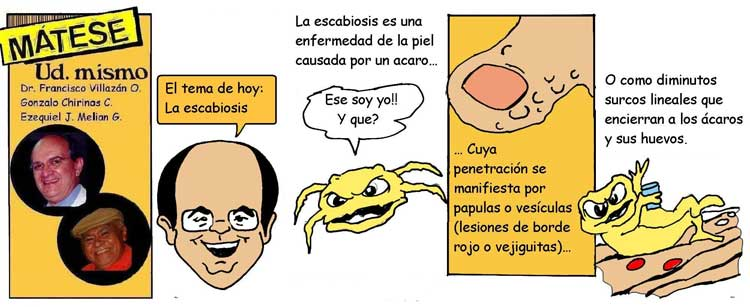 MÁTESE
Ud. mismo
Dr. Francisco Villazán O.
Gonzalo Chirinos C.
Ezequiel J. Melian G.
El tema de hoy:
La escabiosis
La escabiosis es una
enfermedad de la piel
causada por un acaro...
Ese soy yo!!
Y que?
... Cuya
penetración se
manifiesta por
papulas o vesículas
(lesiones de borde
rojo o vejiguitas)...
O como diminutos
surcos lineales que
encierran a los ácaros
y sus huevos.